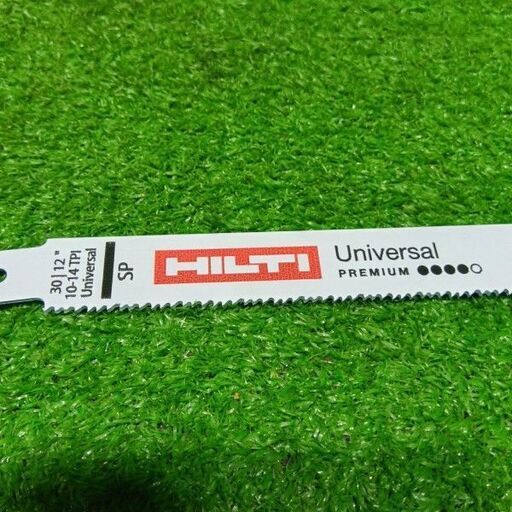 30|12"
10-14 TPI
Universal
SP
HILTI
Universal
PREMIUM